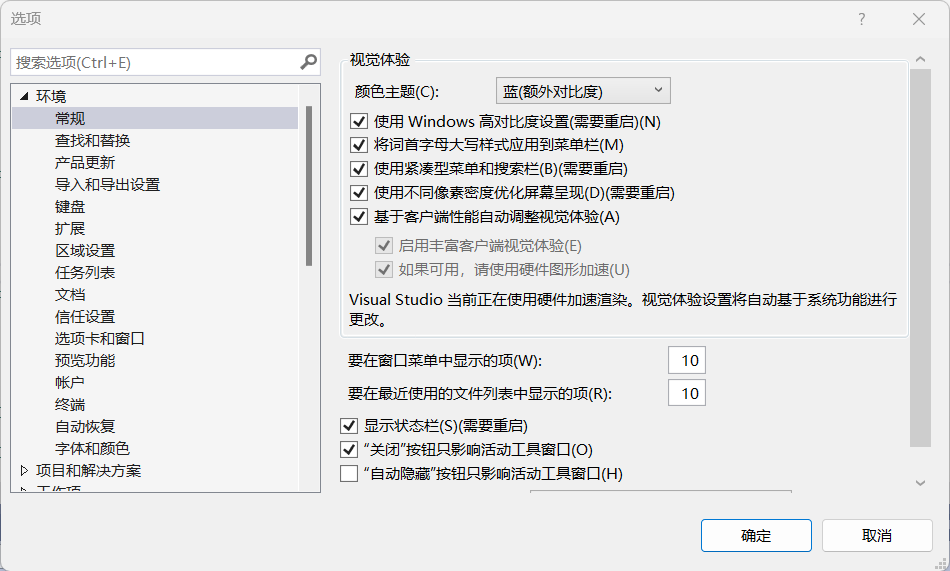 选项
搜索选项(Ctrl+E)
环境
常规
查找和替换
产品更新
导入和导出设置
键盘
扩展
区域设置
任务列表
文档
信任设置
选项卡和窗口
预览功能
帐户
终端
自动恢复
字体和颜色
项目和解决方案
视觉体验
颜色主题(C):
蓝(额外对比度)
使用 Windows 高对比度设置(需要重启)(N)
将词首字母大写样式应用到菜单栏(M)
使用紧凑型菜单和搜索栏(B)(需要重启)
使用不同像素密度优化屏幕呈现(D)(需要重启)
基于客户端性能自动调整视觉体验(A)
启用丰富客户端视觉体验(E)
如果可用，请使用硬件图形加速(U)
Visual Studio 当前正在使用硬件加速渲染。视觉体验设置将自动基于系统功能进行
更改。
要在窗口菜单中显示的项(W):
10
要在最近使用的文件列表中显示的项(R):
10
显示状态栏(S)(需要重启)
“关闭”按钮只影响活动工具窗口(O)
“自动隐藏”按钮只影响活动工具窗口(H)
确定
取消